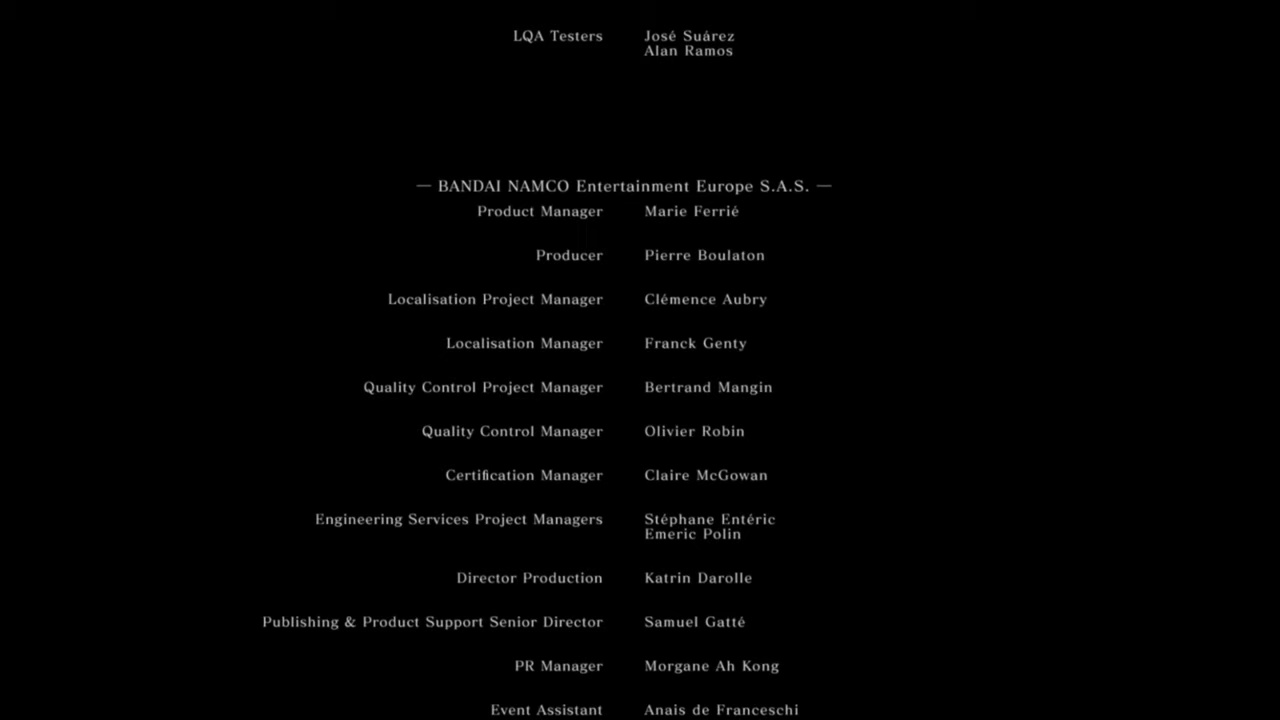 LQA Testers José Suárez
Alan Ramos
— BANDAI NAMCO Entertainment Europe S.A.S. —
Product Manager Marie Ferrié
Producer Pierre Boulaton
Localisation Project Manager Clémence Aubry
Localisation Manager Franck Genty
Quality Control Project Manager Bertrand Mangin
Quality Control Manager Olivier Robin
Certification Manager Claire McGowan
Engineering Services Project Managers Stéphane Entéric
Emeric Polin
Director Production Katrin Darolle
Publishing & Product Support Senior Director Samuel Gatté
PR Manager Morgane Ah Kong
Event Assistant Anais de Franceschi